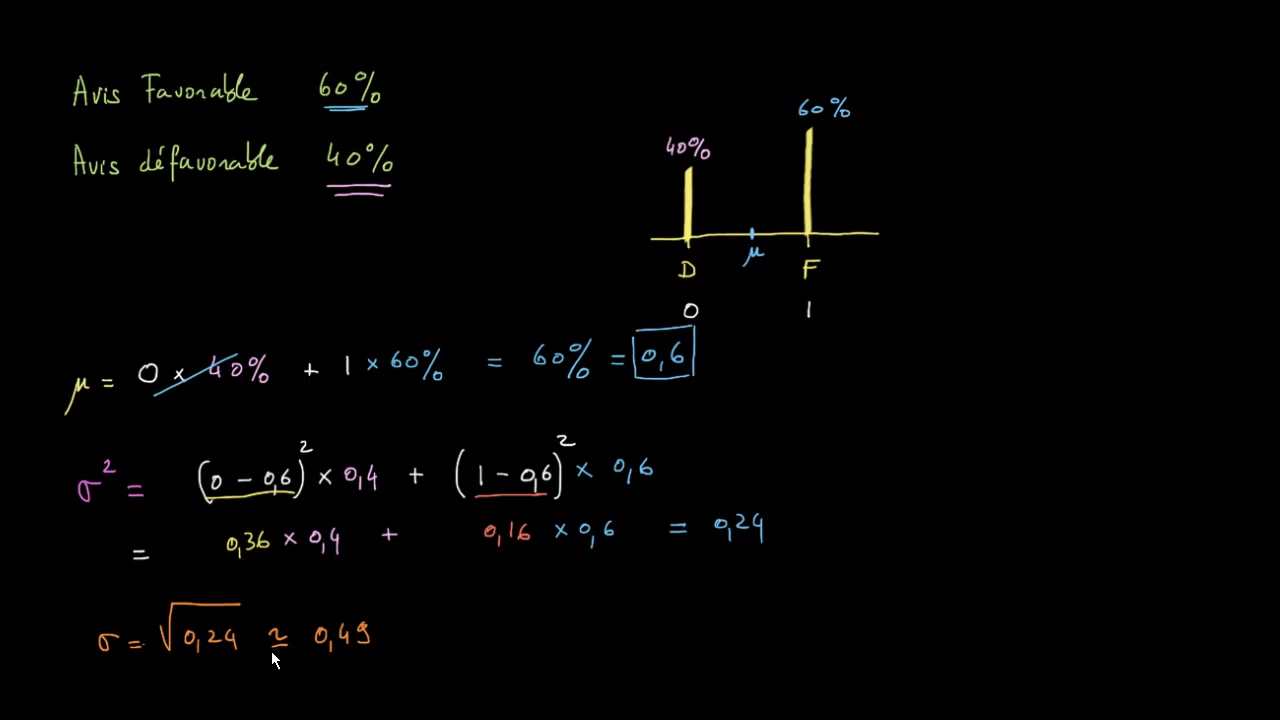 Avis Favorable 60%
Avis défavorable 40%
60%
40%
μ
D F
0 1
μ = 0 × 40% + 1 × 60% = 60% = 0,6
σ² = (0 - 0,6)² × 0,4 + (1 - 0,6)² × 0,6
= 0,36 × 0,4 + 0,16 × 0,6 = 0,24
σ = √0,24 ≃ 0,49